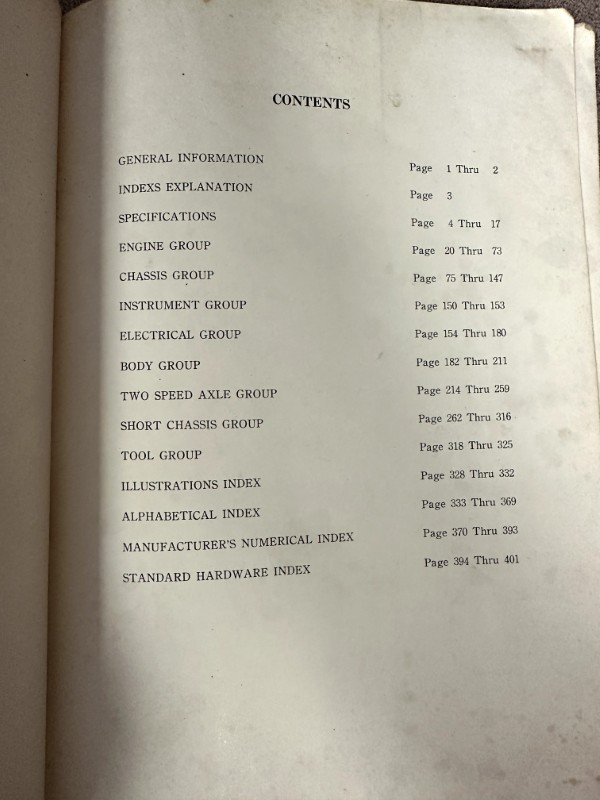 CONTENTS
GENERAL INFORMATION Page 1 Thru 2
INDEXS EXPLANATION Page 3
SPECIFICATIONS Page 4 Thru 17
ENGINE GROUP Page 20 Thru 73
CHASSIS GROUP Page 75 Thru 147
INSTRUMENT GROUP Page 150 Thru 153
ELECTRICAL GROUP Page 154 Thru 180
BODY GROUP Page 182 Thru 211
TWO SPEED AXLE GROUP Page 214 Thru 259
SHORT CHASSIS GROUP Page 262 Thru 316
TOOL GROUP Page 318 Thru 325
ILLUSTRATIONS INDEX Page 328 Thru 332
ALPHABETICAL INDEX Page 333 Thru 369
MANUFACTURER'S NUMERICAL INDEX Page 370 Thru 393
STANDARD HARDWARE INDEX Page 394 Thru 401